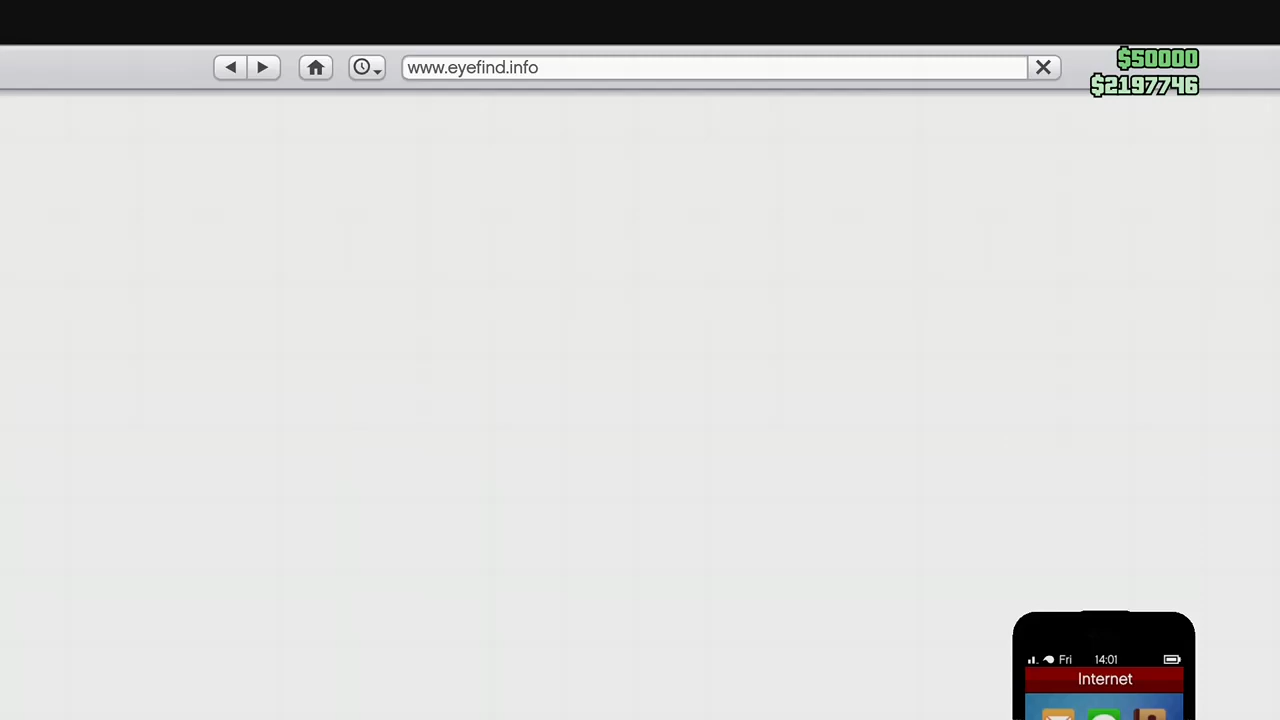 www.eyefind.info
$50000
$2197746
Fri 14:01
Internet